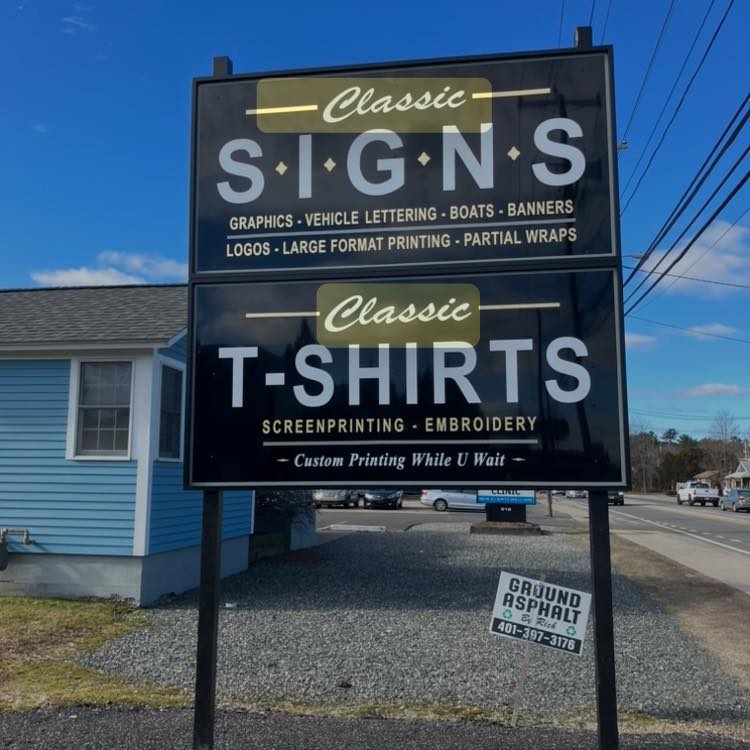 Classic
S·I·G·N·S
GRAPHICS - VEHICLE LETTERING - BOATS - BANNERS
LOGOS - LARGE FORMAT PRINTING - PARTIAL WRAPS
Classic
T-SHIRTS
SCREENPRINTING - EMBROIDERY
- Custom Printing While U Wait -
CLINIC
GROUND
ASPHALT
By Rich
401-397-3176